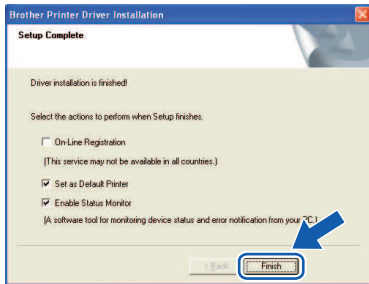 Brother Printer Driver Installation
Setup Complete
Driver installation is finished!
Select the actions to perform when Setup finishes.
On-Line Registration
(This service may not be available in all countries.)
Set as Default Printer
Enable Status Monitor
(A software tool for monitoring device status and error notification from your PC.)
< Back
Finish